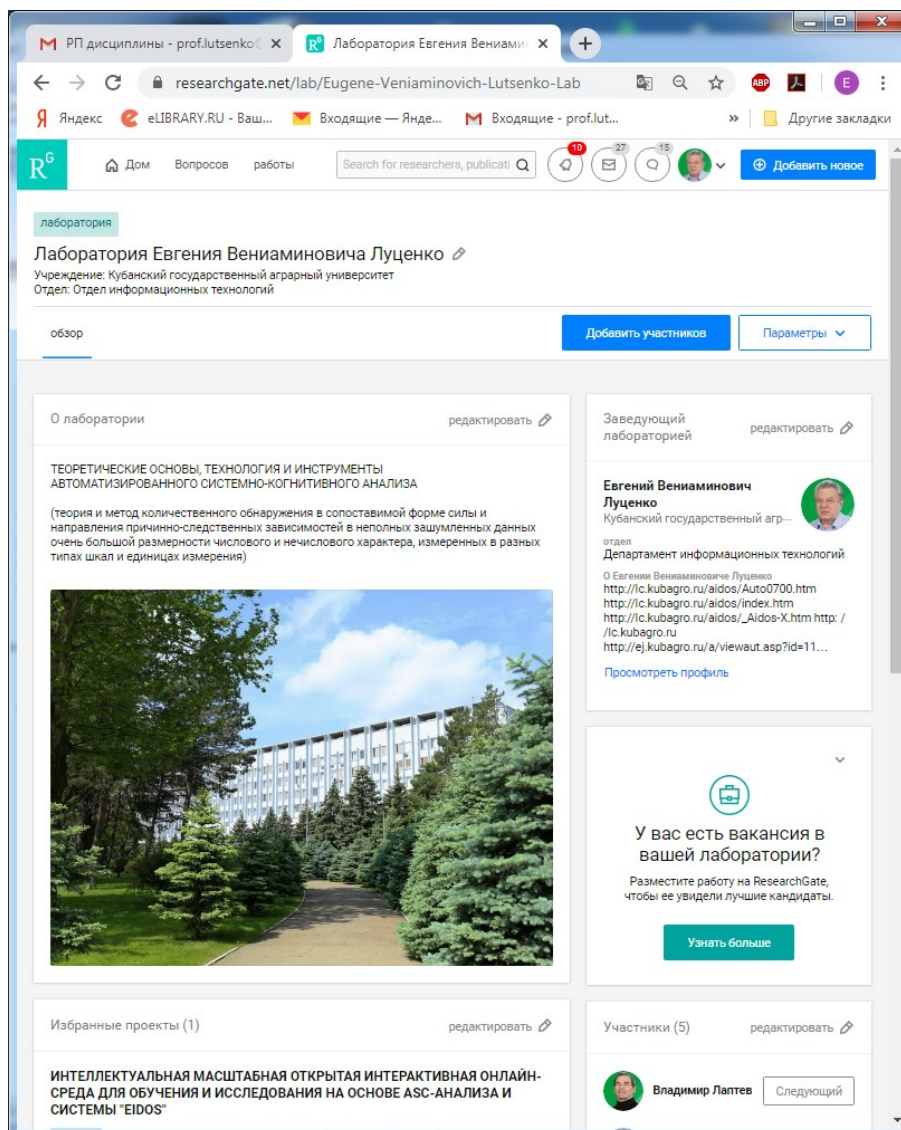 РП дисциплины - prof.lutsenko@
Лаборатория Евгения Вениами
researchgate.net/lab/Eugene-Veniaminovich-Lutsenko-Lab
ABP
E
Яндекс
eLIBRARY.RU - Ваш...
Входящие — Янде...
Входящие - prof.lut...
»
Другие закладки
RG
Дом
Вопросов
работы
Search for researchers, publicati
10
27
15
Добавить новое
лаборатория
Лаборатория Евгения Вениаминовича Луценко
Учреждение: Кубанский государственный аграрный университет
Отдел: Отдел информационных технологий
обзор
Добавить участников
Параметры
О лаборатории
редактировать
ТЕОРЕТИЧЕСКИЕ ОСНОВЫ, ТЕХНОЛОГИЯ И ИНСТРУМЕНТЫ
АВТОМАТИЗИРОВАННОГО СИСТЕМНО-КОГНИТИВНОГО АНАЛИЗА
(теория и метод количественного обнаружения в сопоставимой форме силы и
направления причинно-следственных зависимостей в неполных зашумленных данных
очень большой размерности числового и нечислового характера, измеренных в разных
типах шкал и единицах измерения)
Заведующий
лабораторией
редактировать
Евгений Вениаминович
Луценко
Кубанский государственный агр...
отдел
Департамент информационных технологий
О Евгении Вениаминовиче Луценко
http://lc.kubagro.ru/aidos/Auto0700.htm
http://lc.kubagro.ru/aidos/index.htm
http://lc.kubagro.ru/aidos/_Aidos-X.htm http: /
/lc.kubagro.ru
http://ej.kubagro.ru/a/viewaut.asp?id=11...
Просмотреть профиль
У вас есть вакансия в
вашей лаборатории?
Разместите работу на ResearchGate,
чтобы ее увидели лучшие кандидаты.
Узнать больше
Избранные проекты (1)
редактировать
ИНТЕЛЛЕКТУАЛЬНАЯ МАСШТАБНАЯ ОТКРЫТАЯ ИНТЕРАКТИВНАЯ ОНЛАЙН-
СРЕДА ДЛЯ ОБУЧЕНИЯ И ИССЛЕДОВАНИЯ НА ОСНОВЕ ASC-АНАЛИЗА И
СИСТЕМЫ "EIDOS"
Участники (5)
редактировать
Владимир Лаптев
Следующий